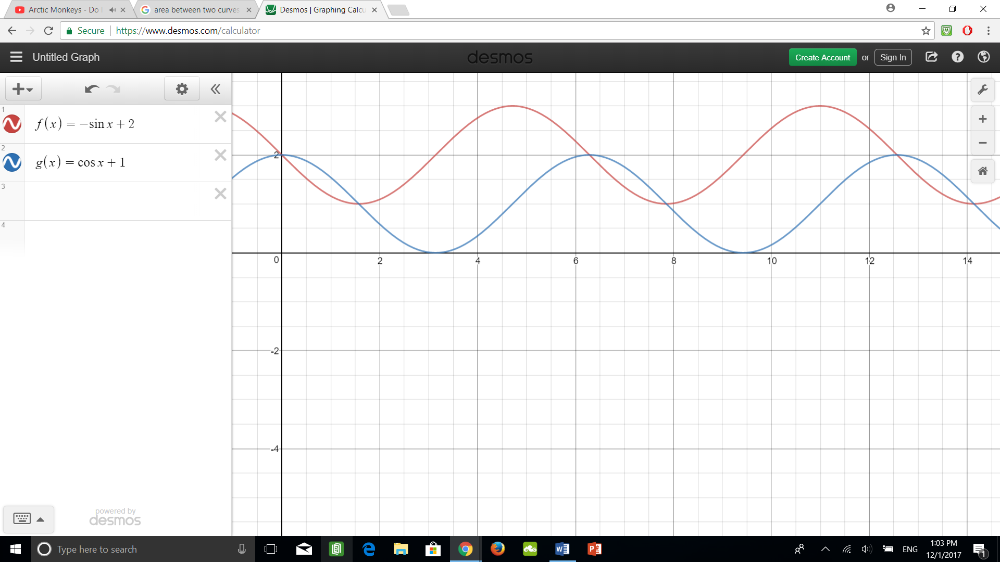 Arctic Monkeys - Do
area between two curves
Desmos | Graphing Calcu
Secure
https://www.desmos.com/calculator
Untitled Graph
desmos
Create Account or Sign In
1
f(x) = −sin x + 2
2
g(x) = cos x + 1
3
4
2
0 2 4 6 8 10 12 14
-2
-4
powered by
desmos
Type here to search
ENG
1:03 PM
12/1/2017
1